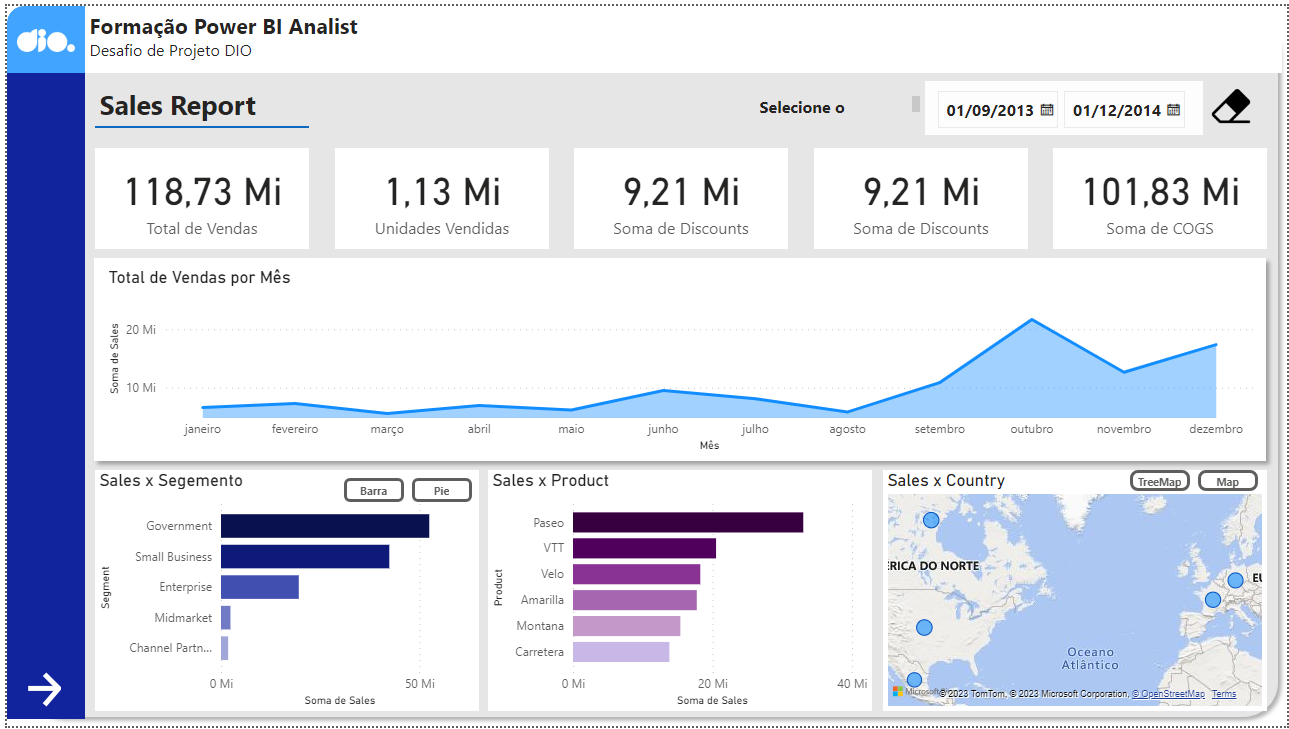 dio.
Formação Power BI Analist
Desafio de Projeto DIO
Sales Report
Selecione o
01/09/2013
01/12/2014
118,73 Mi
Total de Vendas
1,13 Mi
Unidades Vendidas
9,21 Mi
Soma de Discounts
9,21 Mi
Soma de Discounts
101,83 Mi
Soma de COGS
Total de Vendas por Mês
Soma de Sales
20 Mi
10 Mi
janeiro fevereiro março abril maio junho julho agosto setembro outubro novembro dezembro
Mês
Sales x Segemento
Barra
Pie
Segment
Government
Small Business
Enterprise
Midmarket
Channel Partn...
0 Mi 50 Mi
Soma de Sales
Sales x Product
Product
Paseo
VTT
Velo
Amarilla
Montana
Carretera
0 Mi 20 Mi 40 Mi
Soma de Sales
Sales x Country
TreeMap
Map
ÉRICA DO NORTE
EU
Oceano
Atlântico
Microsoft
© 2023 TomTom, © 2023 Microsoft Corporation, © OpenStreetMap Terms